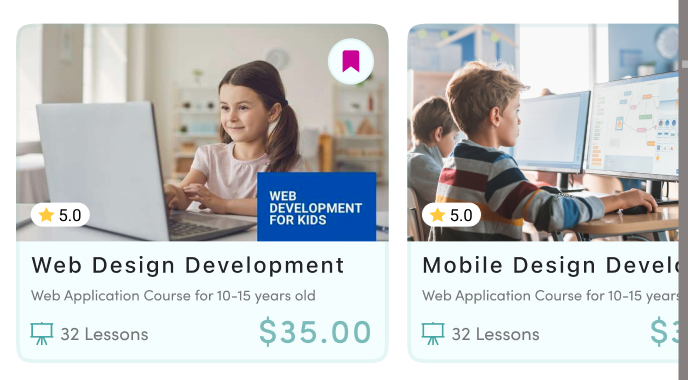 WEB
DEVELOPMENT
FOR KIDS
5.0
Web Design Development
Web Application Course for 10-15 years old
32 Lessons
$35.00
5.0
Mobile Design
Web Application Course for 10-15 years
32 Lessons